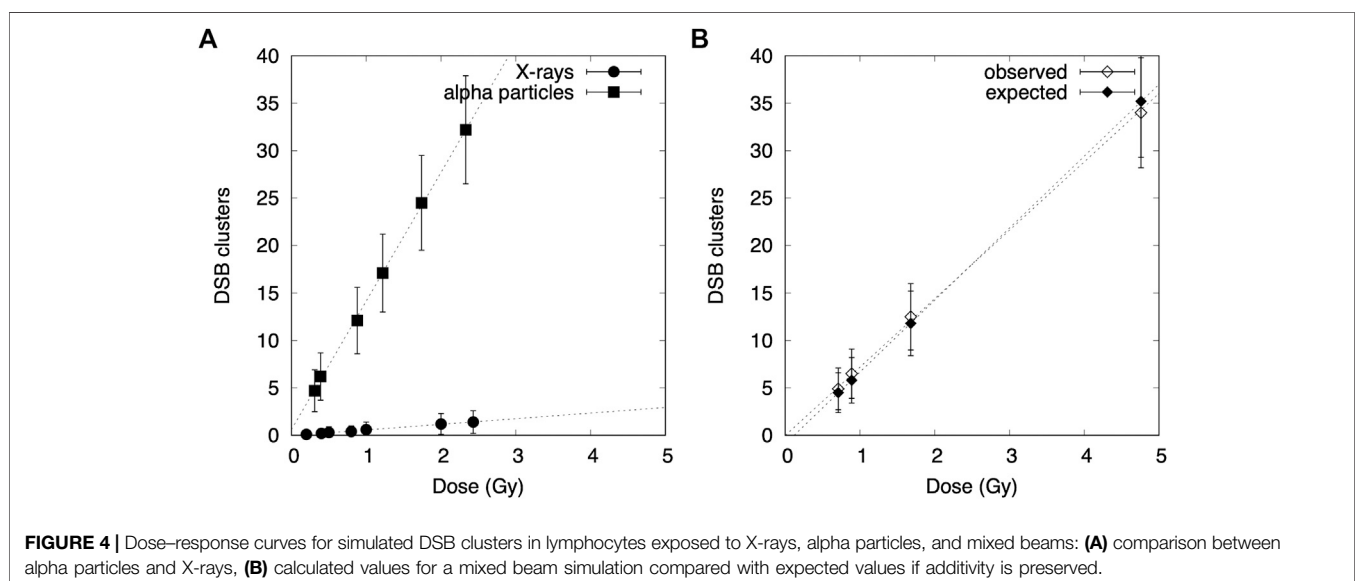 A
40
35
30
25
20
15
10
5
0
DSB clusters
X-rays
alpha particles
0 1 2 3 4 5
Dose (Gy)
B
40
35
30
25
20
15
10
5
0
DSB clusters
observed
expected
0 1 2 3 4 5
Dose (Gy)
FIGURE 4 | Dose–response curves for simulated DSB clusters in lymphocytes exposed to X-rays, alpha particles, and mixed beams: (A) comparison between
alpha particles and X-rays, (B) calculated values for a mixed beam simulation compared with expected values if additivity is preserved.